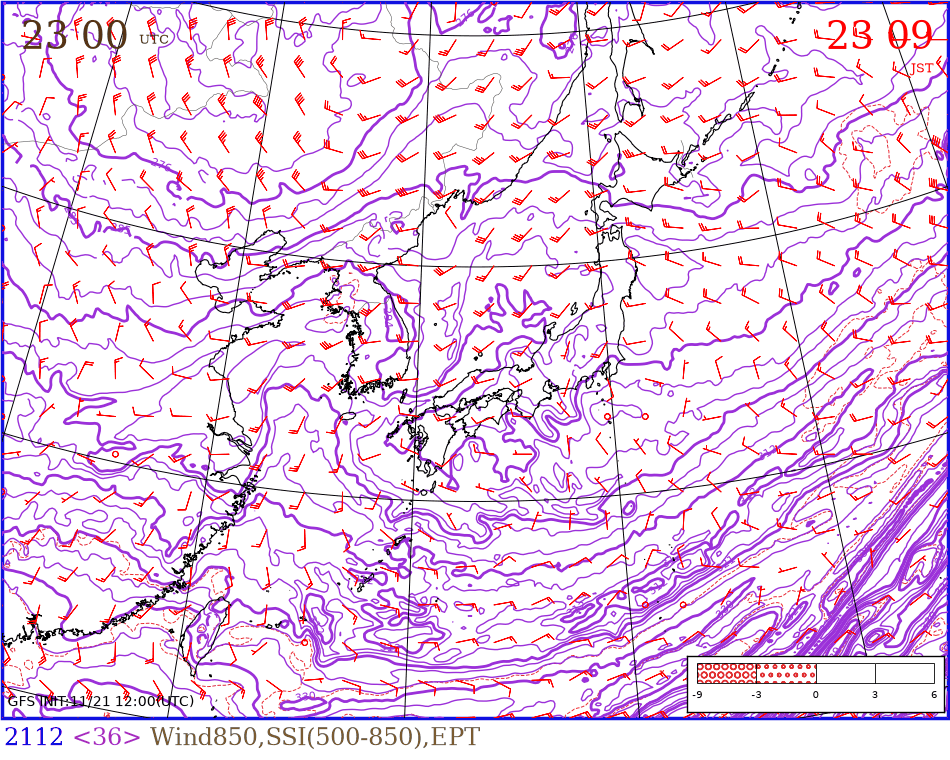 23 00 UTC
23 09
JST
GFS INIT:11/21 12:00(UTC)
-9 -3 0 3 6
2112 <36> Wind850,SSI(500-850),EPT